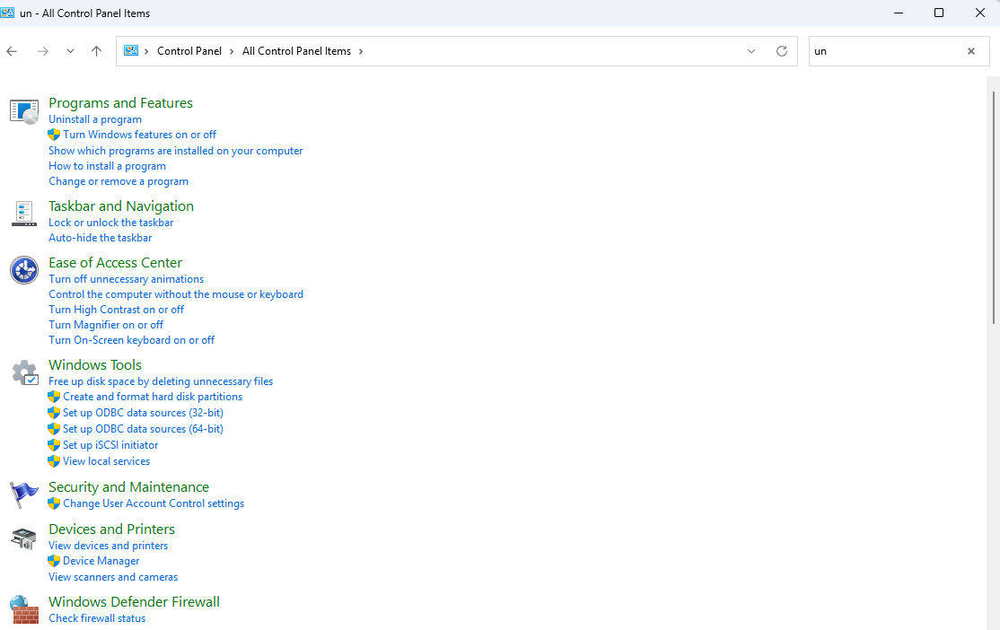 un - All Control Panel Items
Control Panel > All Control Panel Items >
un
Programs and Features
Uninstall a program
Turn Windows features on or off
Show which programs are installed on your computer
How to install a program
Change or remove a program
Taskbar and Navigation
Lock or unlock the taskbar
Auto-hide the taskbar
Ease of Access Center
Turn off unnecessary animations
Control the computer without the mouse or keyboard
Turn High Contrast on or off
Turn Magnifier on or off
Turn On-Screen keyboard on or off
Windows Tools
Free up disk space by deleting unnecessary files
Create and format hard disk partitions
Set up ODBC data sources (32-bit)
Set up ODBC data sources (64-bit)
Set up iSCSI initiator
View local services
Security and Maintenance
Change User Account Control settings
Devices and Printers
View devices and printers
Device Manager
View scanners and cameras
Windows Defender Firewall
Check firewall status